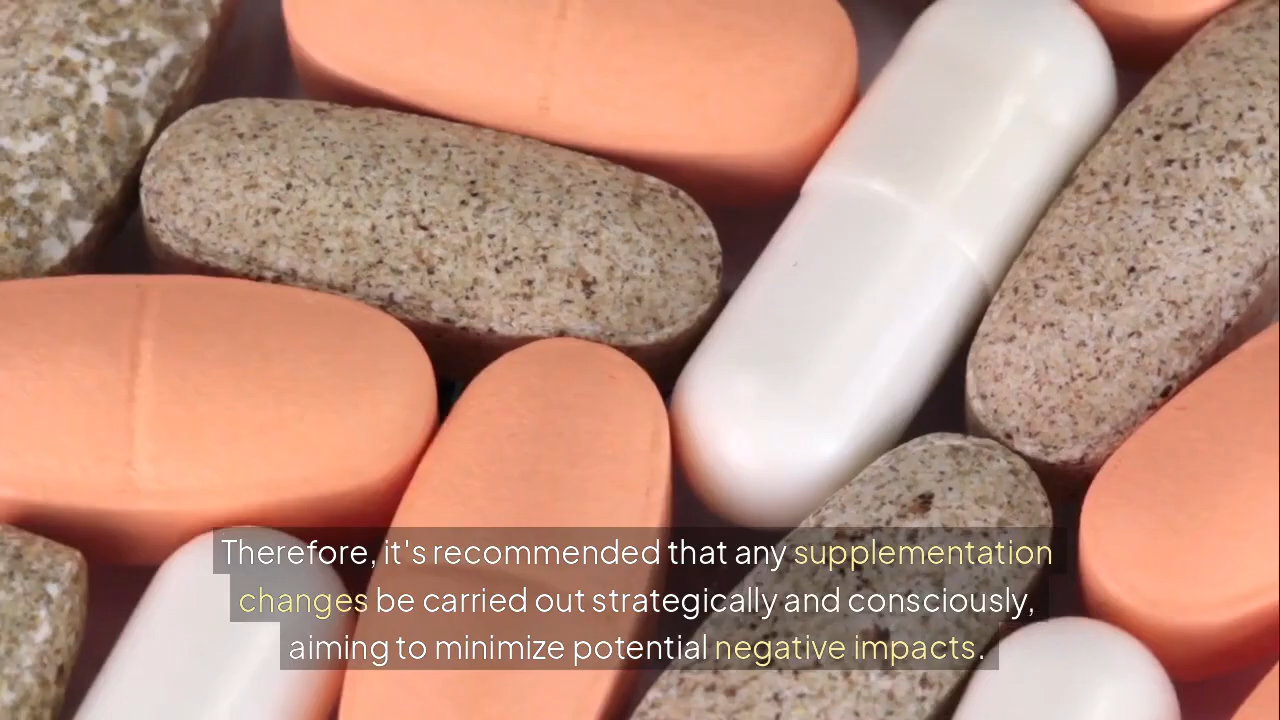 Therefore, it's recommended that any supplementation
changes be carried out strategically and consciously,
aiming to minimize potential negative impacts.